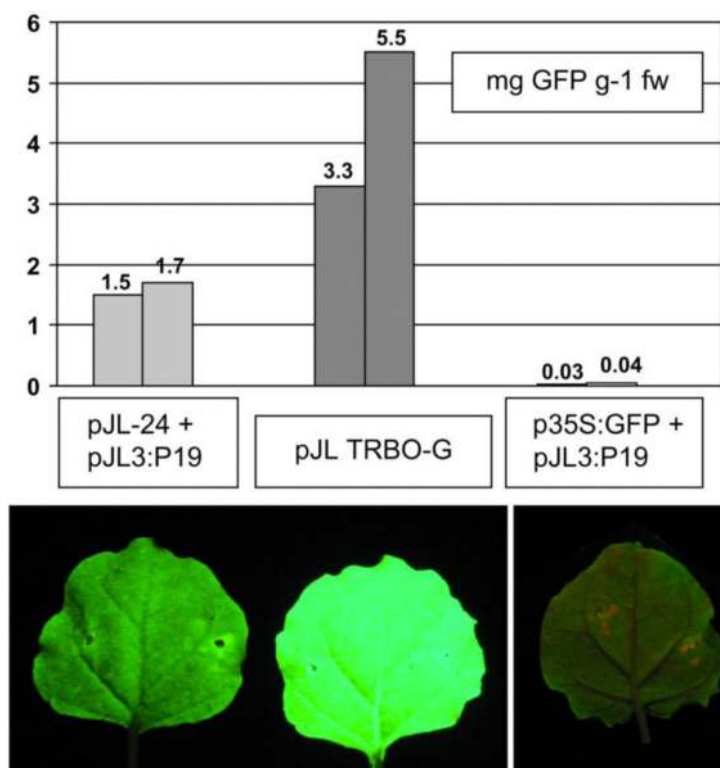 6
5.5
mg GFP g-1 fw
5
4
3.3
3
2
1.5
1.7
1
0
0.03
0.04
pJL-24 +
pJL3:P19
pJL TRBO-G
p35S:GFP +
pJL3:P19